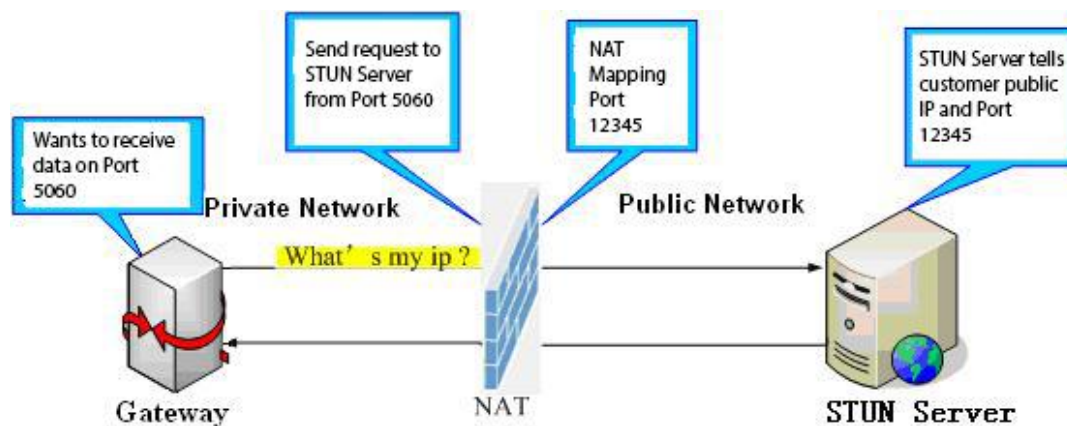 Send request to
STUN Server
from Port 5060
NAT
Mapping
Port
12345
STUN Server tells
customer public
IP and Port
12345
Wants to receive
data on Port
5060
Private Network
Public Network
What's my ip ?
Gateway
NAT
STUN Server